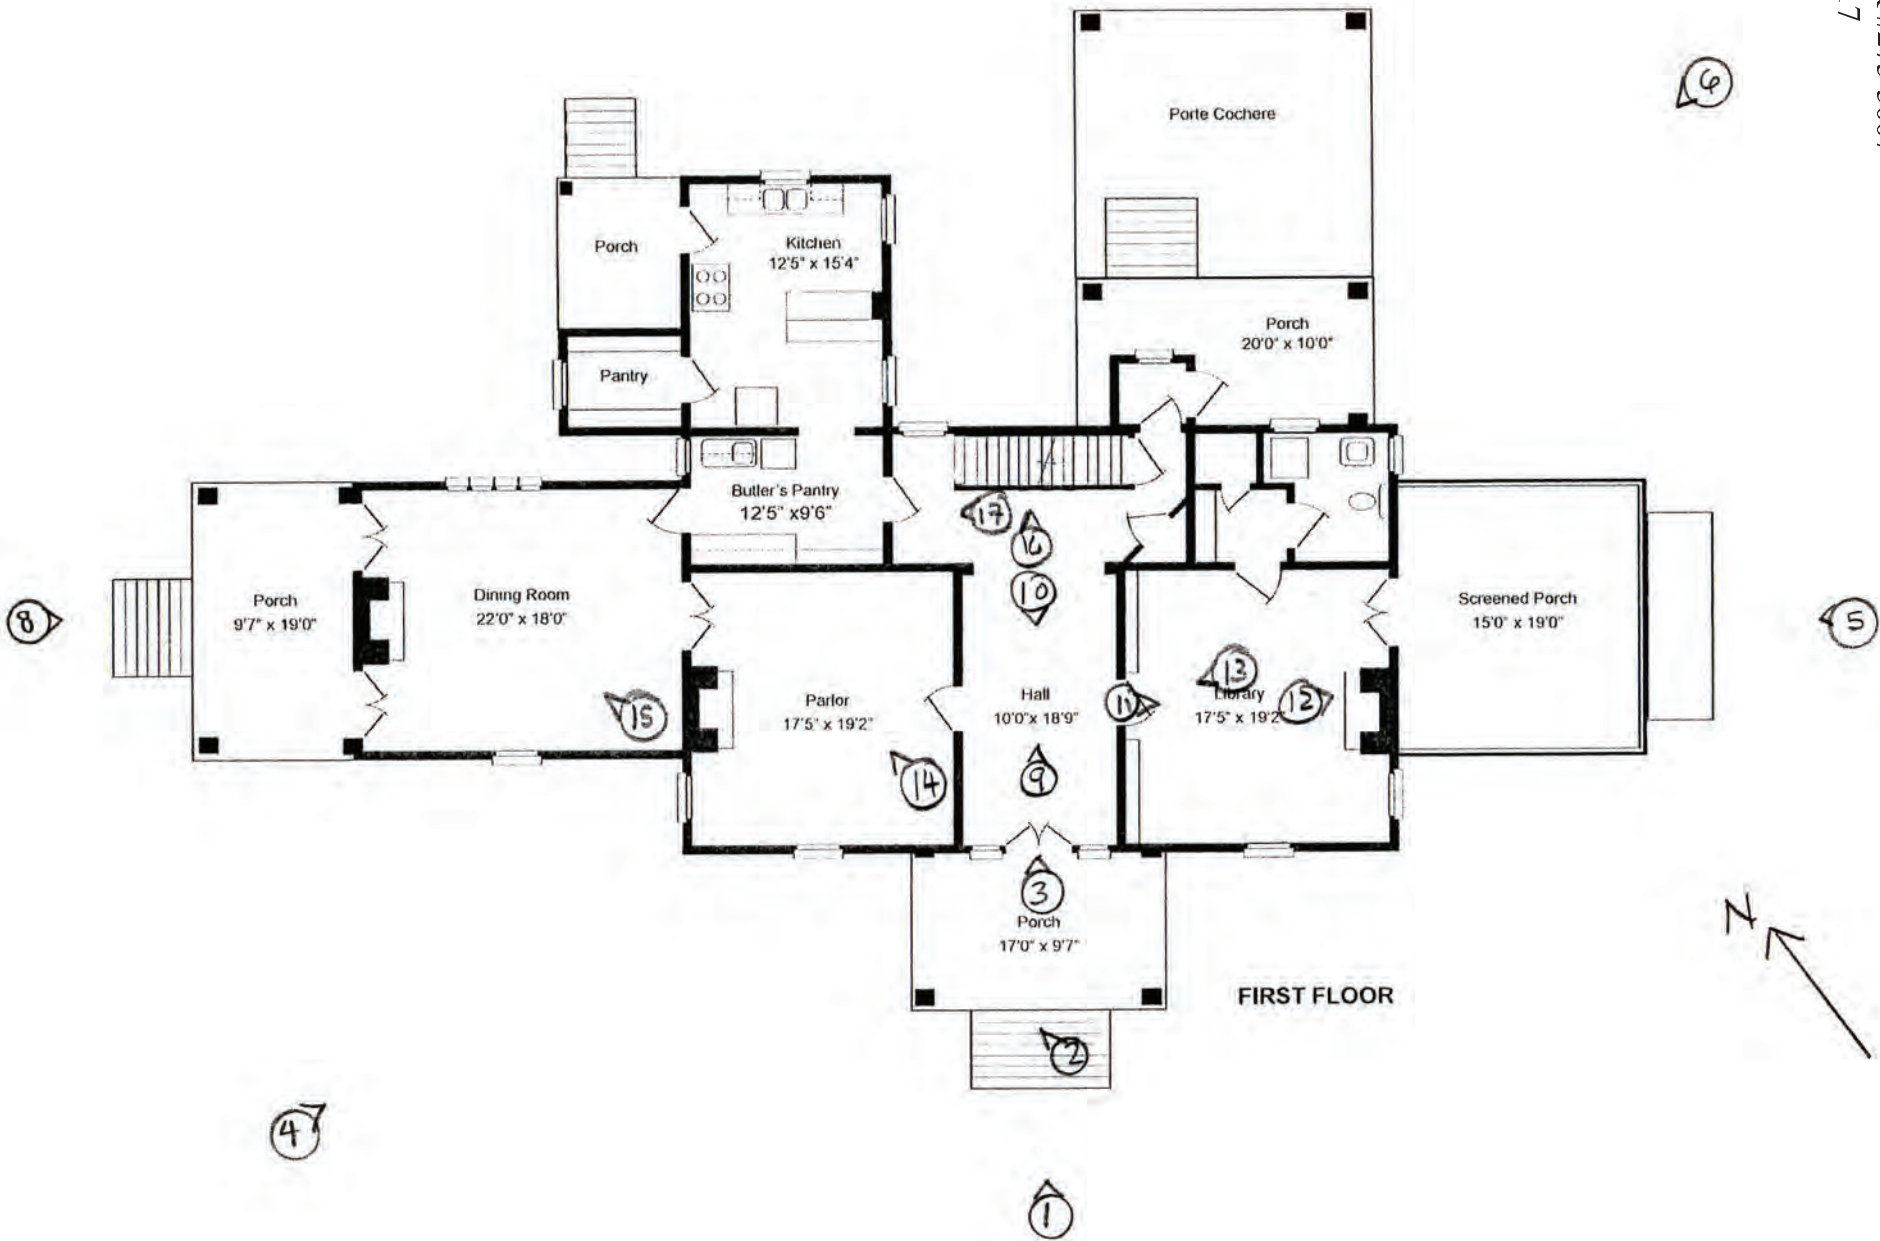 Porte Cochere
6
Kitchen
12'5" x 15'4"
Porch
Porch
20'0" x 10'0"
Pantry
Butler's Pantry
12'5" x9'6"
17
16
10
Dining Room
22'0" x 18'0"
Porch
9'7" x 19'0"
Screened Porch
15'0" x 19'0"
8
5
13
Library
17'5" x 19'2"
12
11
Hall
10'0"x 18'9"
Parlor
17'5" x 19'2"
15
14
9
3
Porch
17'0" x 9'7"
N
FIRST FLOOR
2
4
1